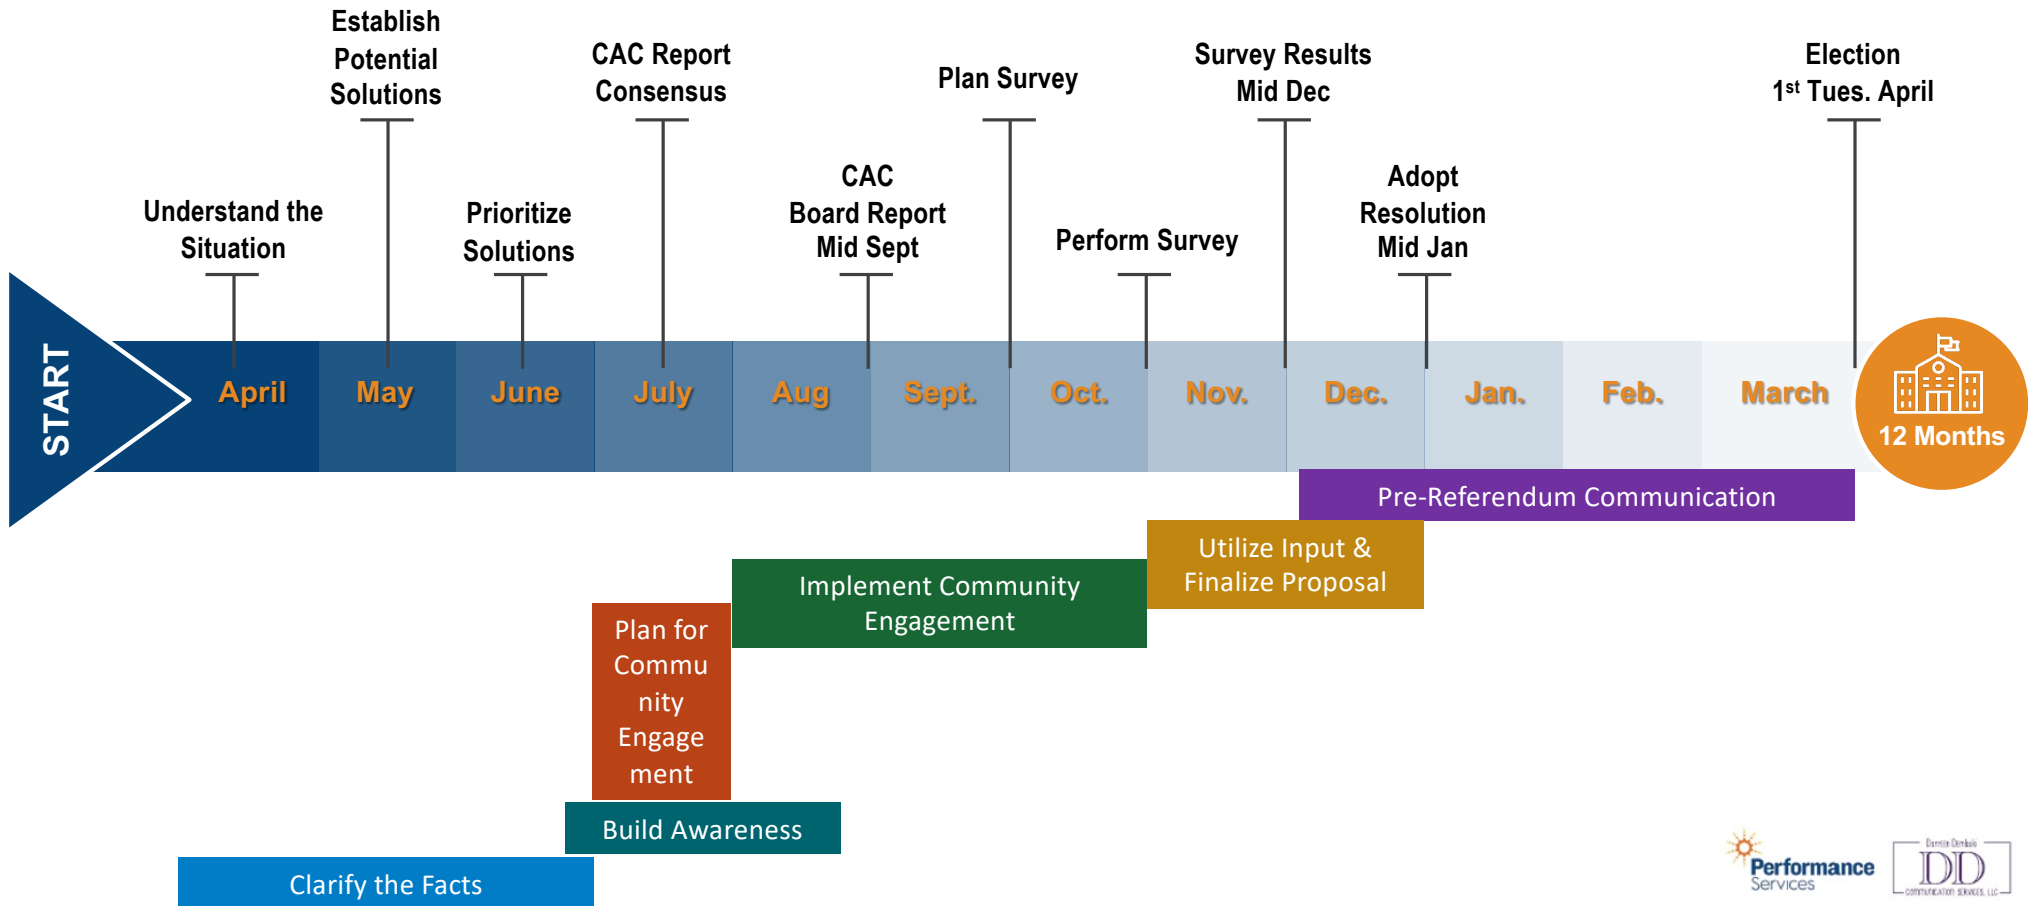 Establish
Potential
Solutions
CAC Report
Consensus
Plan Survey
Survey Results
Mid Dec
Election
1st Tues. April
Understand the
Situation
Prioritize
Solutions
CAC
Board Report
Mid Sept
Perform Survey
Adopt
Resolution
Mid Jan
START
April
May
June
July
Aug
Sept.
Oct.
Nov.
Dec.
Jan.
Feb.
March
12 Months
Pre-Referendum Communication
Utilize Input &
Finalize Proposal
Implement Community
Engagement
Plan for
Commu
nity
Engage
ment
Build Awareness
Clarify the Facts
Performance
Services
DD
COMMUNICATION SERVICES, LLC